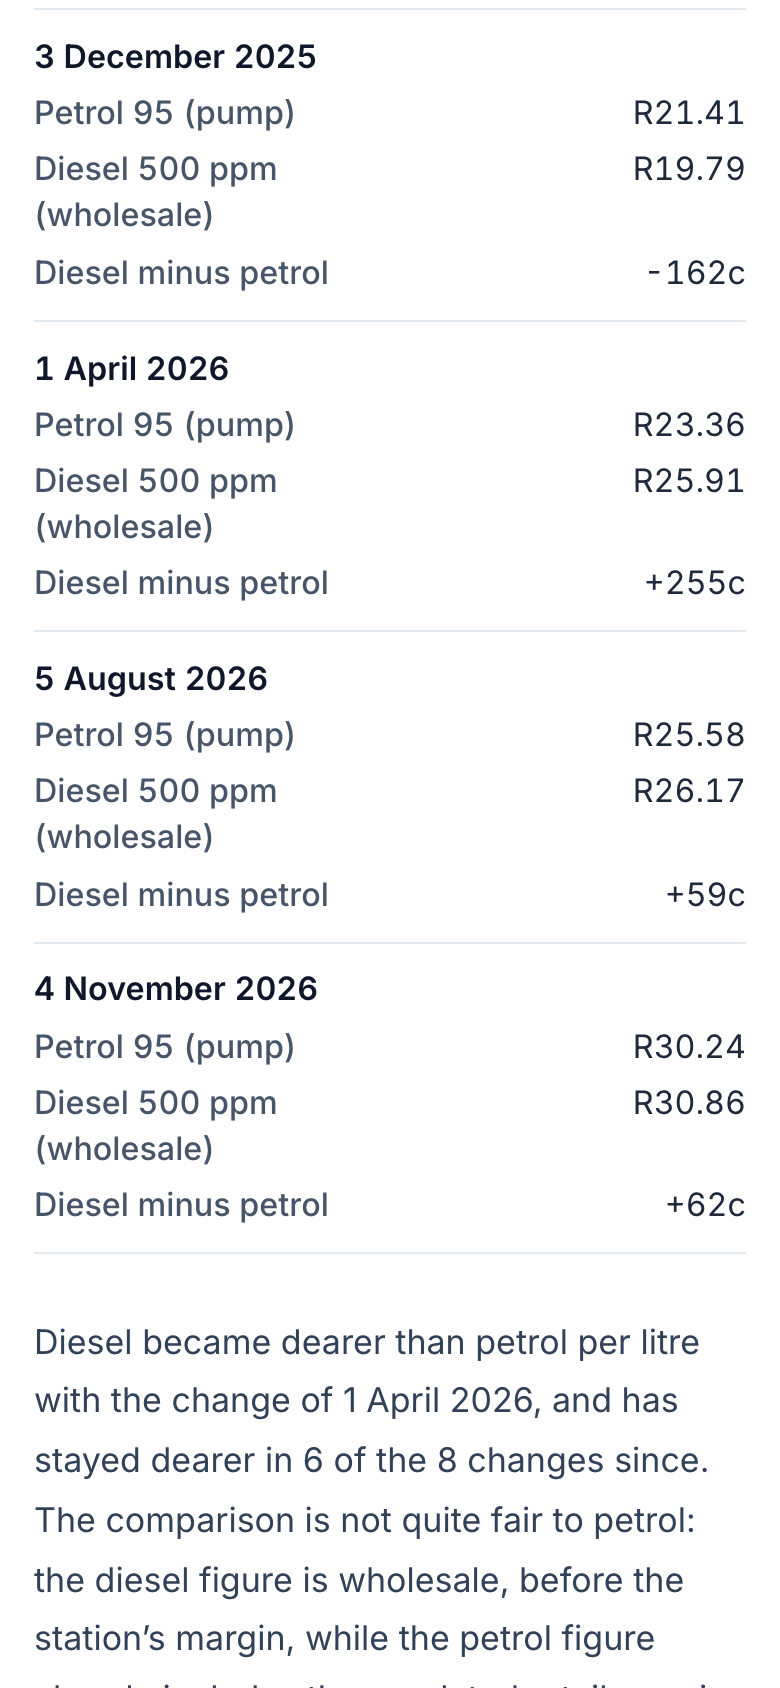 3 December 2025
Petrol 95 (pump) R21.41
Diesel 500 ppm R19.79
(wholesale)
Diesel minus petrol -162c
1 April 2026
Petrol 95 (pump) R23.36
Diesel 500 ppm R25.91
(wholesale)
Diesel minus petrol +255c
5 August 2026
Petrol 95 (pump) R25.58
Diesel 500 ppm R26.17
(wholesale)
Diesel minus petrol +59c
4 November 2026
Petrol 95 (pump) R30.24
Diesel 500 ppm R30.86
(wholesale)
Diesel minus petrol +62c
Diesel became dearer than petrol per litre
with the change of 1 April 2026, and has
stayed dearer in 6 of the 8 changes since.
The comparison is not quite fair to petrol:
the diesel figure is wholesale, before the
station’s margin, while the petrol figure